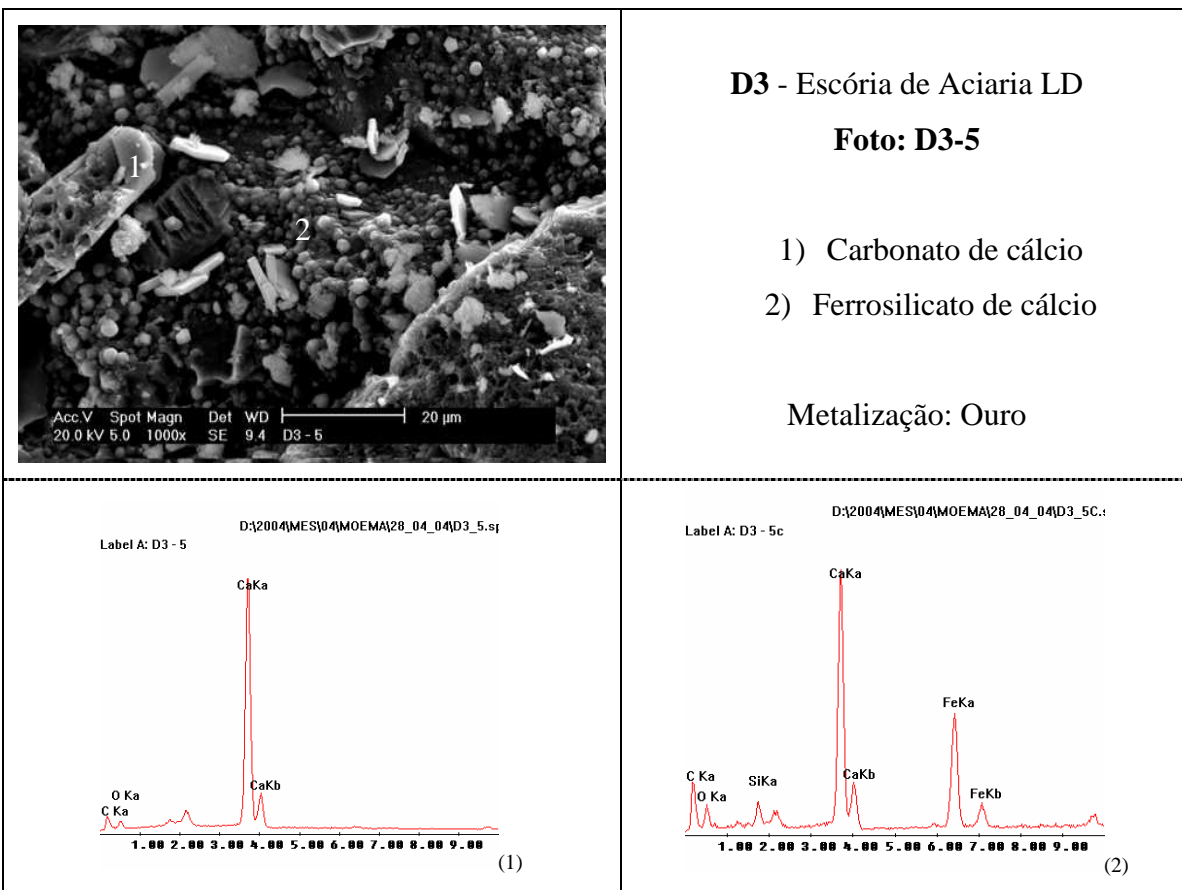 1
2
Acc.V Spot Magn Det WD 20 µm
20.0 kV 5.0 1000x SE 9.4 D3 - 5
D3 - Escória de Aciaria LD
Foto: D3-5
1) Carbonato de cálcio
2) Ferrosilicato de cálcio
Metalização: Ouro
D:\2004\MES\04\MOEMA\28_04_04\D3_5.sp
Label A: D3 - 5
CaKa
CaKb
O Ka
C Ka
1.00 2.00 3.00 4.00 5.00 6.00 7.00 8.00 9.00
(1)
D:\2004\MES\04\MOEMA\28_04_04\D3_5C.s
Label A: D3 - 5c
CaKa
FeKa
C Ka
SiKa
CaKb
O Ka
FeKb
1.00 2.00 3.00 4.00 5.00 6.00 7.00 8.00 9.00
(2)